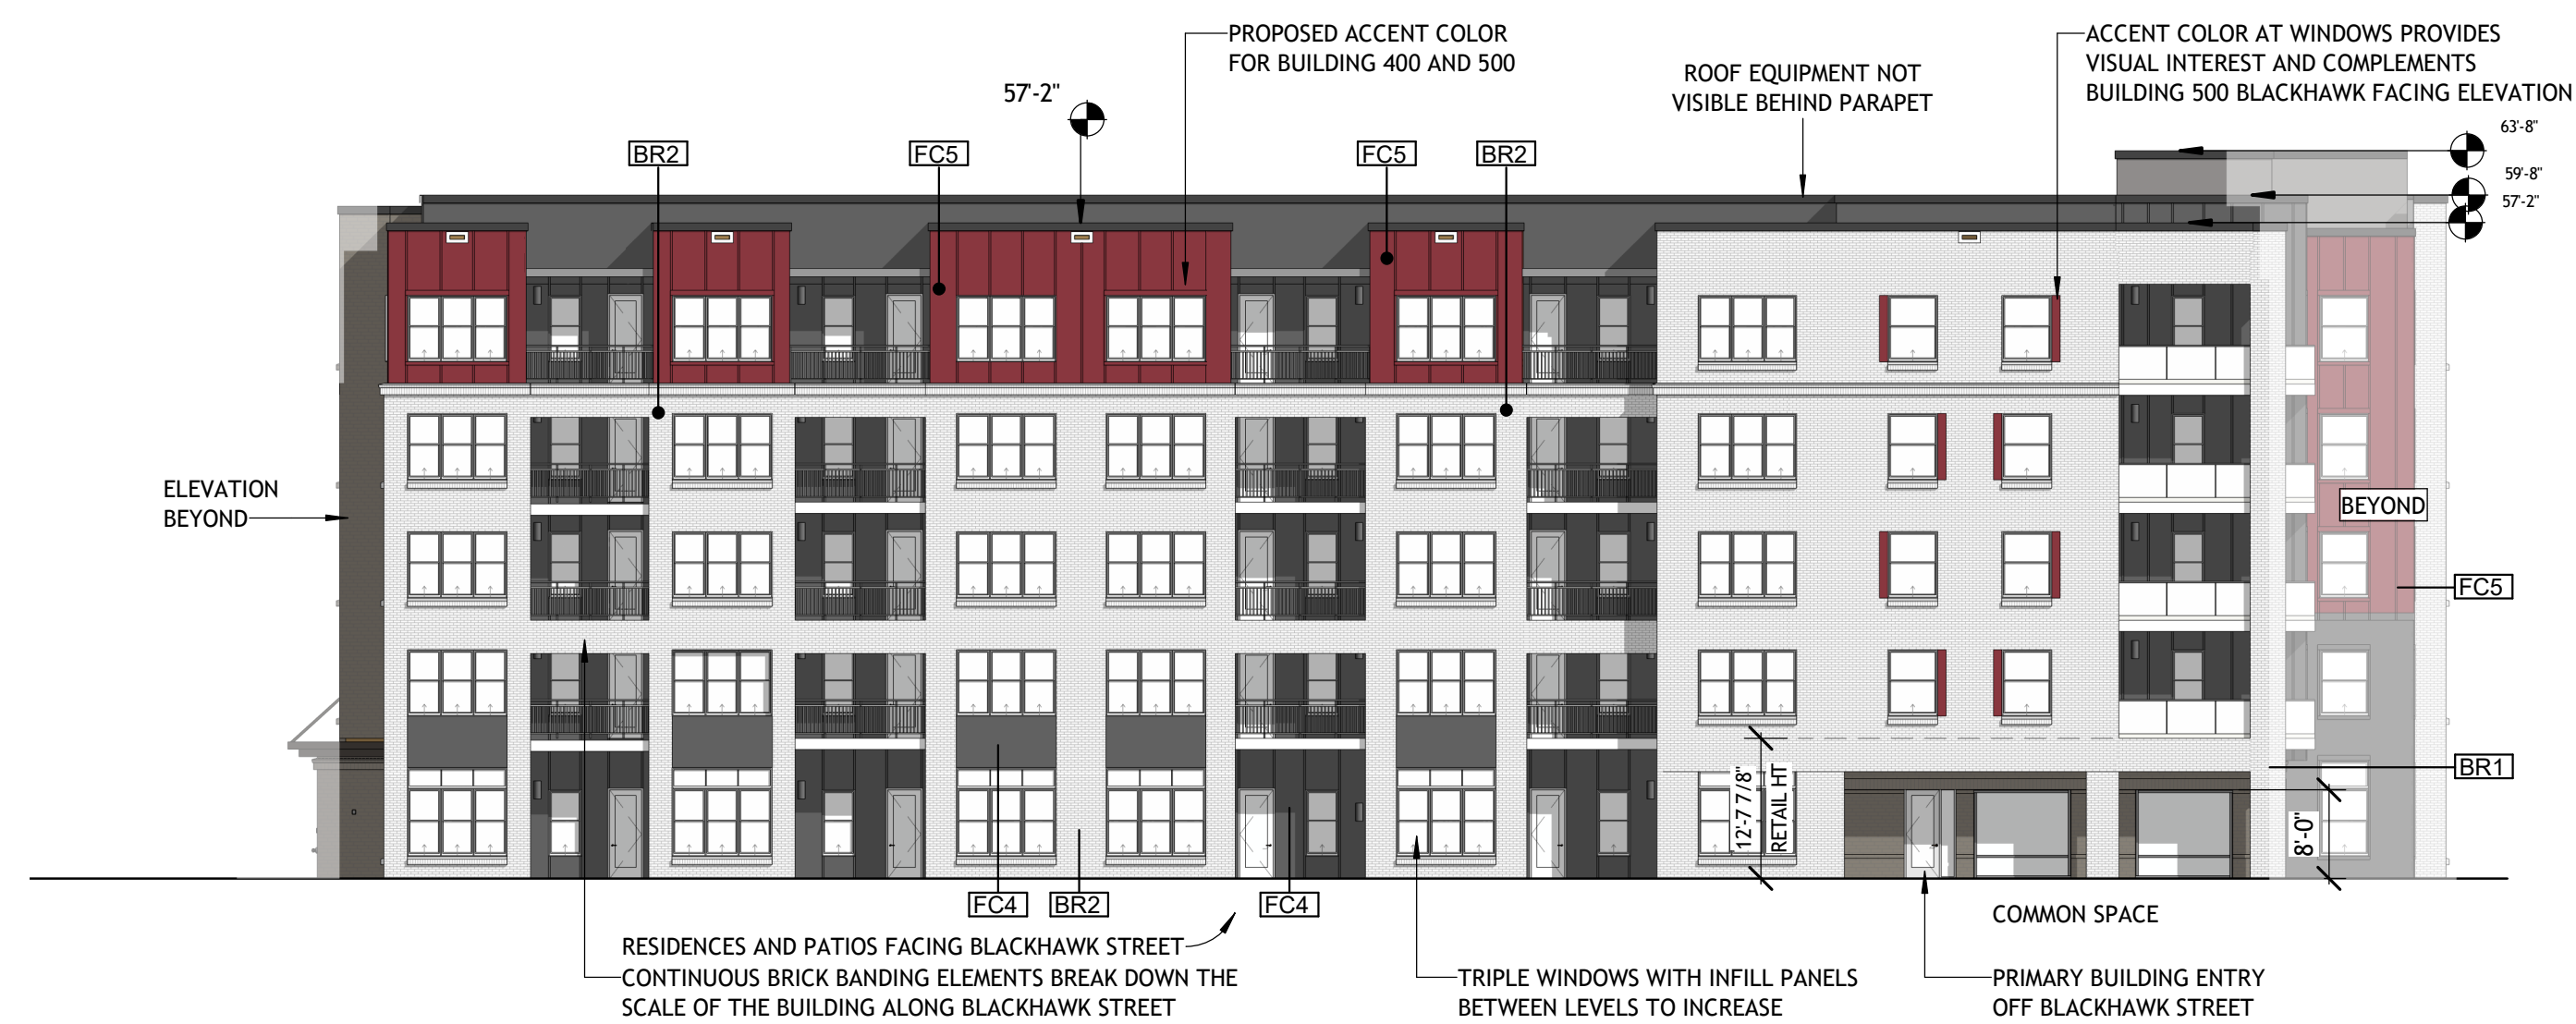 PROPOSED ACCENT COLOR
FOR BUILDING 400 AND 500
ACCENT COLOR AT WINDOWS PROVIDES
VISUAL INTEREST AND COMPLEMENTS
BUILDING 500 BLACKHAWK FACING ELEVATION
ROOF EQUIPMENT NOT
VISIBLE BEHIND PARAPET
57'-2"
63'-8"
59'-8"
57'-2"
BR2
FC5
FC5
BR2
ELEVATION
BEYOND
BEYOND
FC5
BR1
12'-7 7/8"
RETAIL HT
8'-0"
FC4
BR2
FC4
COMMON SPACE
RESIDENCES AND PATIOS FACING BLACKHAWK STREET
CONTINUOUS BRICK BANDING ELEMENTS BREAK DOWN THE
SCALE OF THE BUILDING ALONG BLACKHAWK STREET
TRIPLE WINDOWS WITH INFILL PANELS
BETWEEN LEVELS TO INCREASE
PRIMARY BUILDING ENTRY
OFF BLACKHAWK STREET